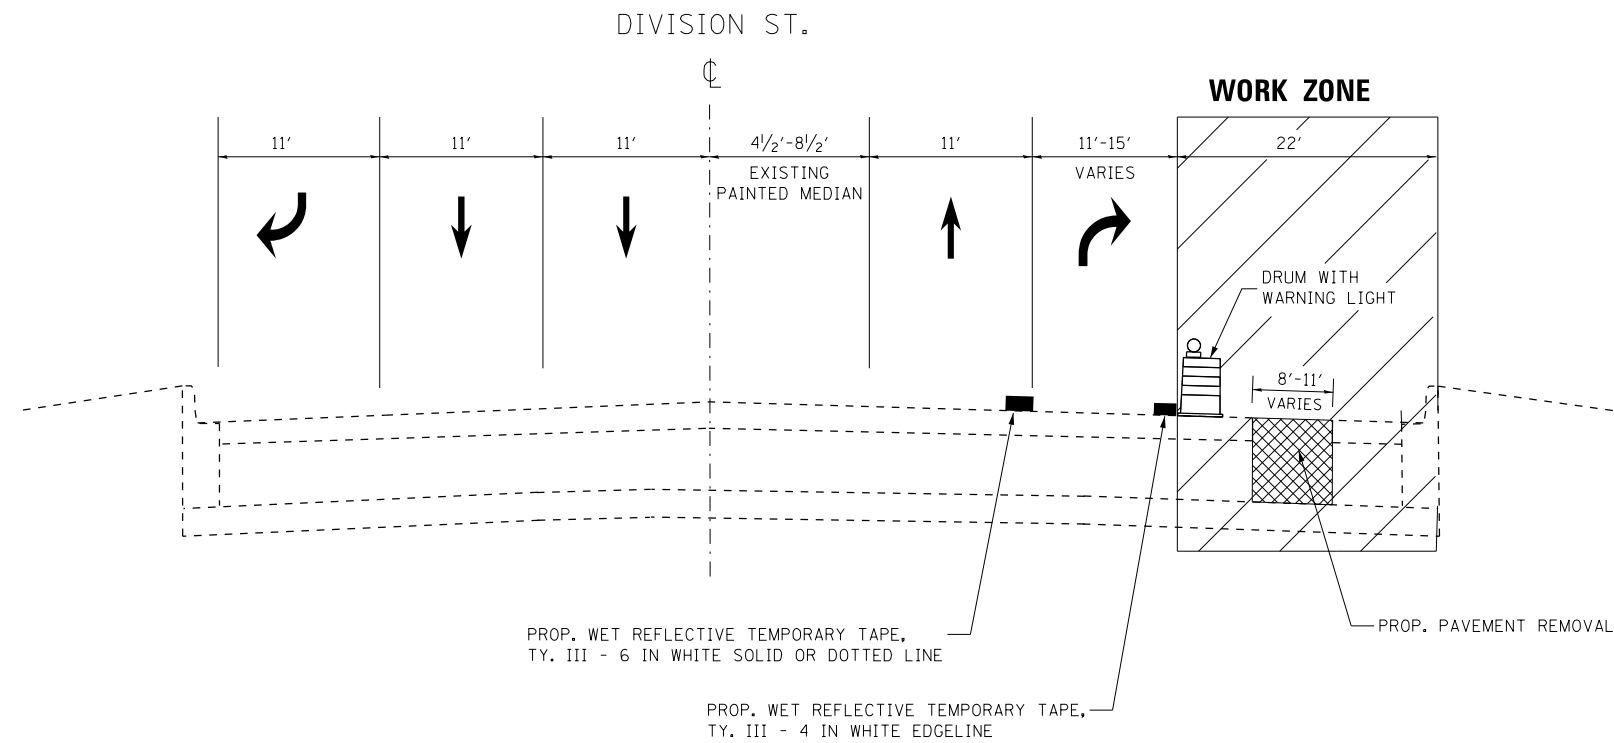 DIVISION ST.
℄
WORK ZONE
11' 11' 11' 4½'-8½' 11' 11'-15' 22'
EXISTING
PAINTED MEDIAN
VARIES
DRUM WITH
WARNING LIGHT
8'-11'
VARIES
PROP. WET REFLECTIVE TEMPORARY TAPE,
TY. III - 6 IN WHITE SOLID OR DOTTED LINE
PROP. PAVEMENT REMOVAL
PROP. WET REFLECTIVE TEMPORARY TAPE,
TY. III - 4 IN WHITE EDGELINE